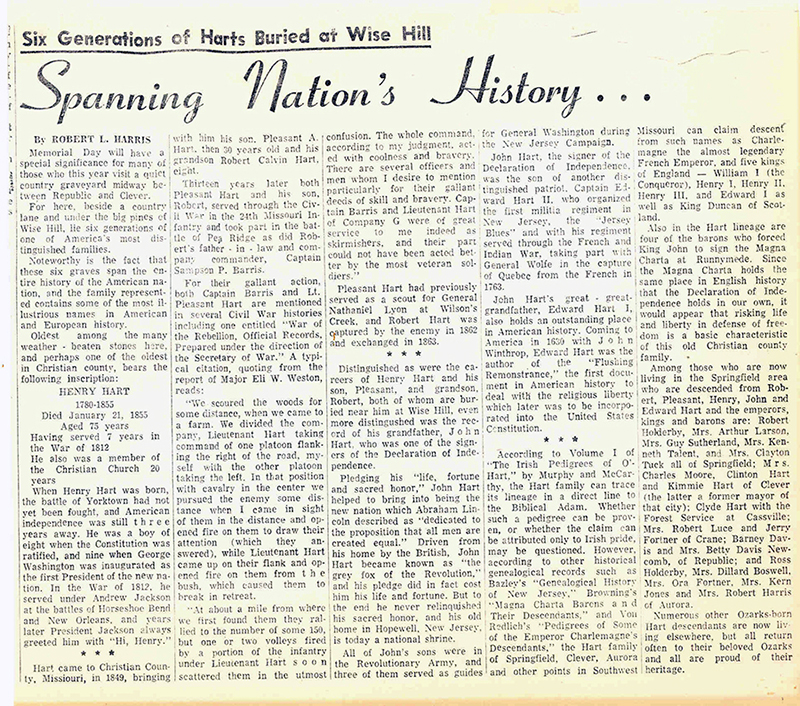 Six Generations of Harts Buried at Wise Hill
Spanning Nation's History . . .
By ROBERT L. HARRIS
Memorial Day will have a
special significance for many of
those who this year visit a quiet
country graveyard midway be-
tween Republic and Clever.
For here, beside a country
lane and under the big pines of
Wise Hill, lie six generations of
one of America's most dis-
tinguished families.
Noteworthy is the fact that
these six graves span the en-
tire history of the American na-
tion, and the family represent-
ed contains some of the most il-
lustrious names in American
and European history.
Oldest among the many
weather - beaten stones here,
and perhaps one of the oldest
in Christian county, bears the
following inscription:
HENRY HART
1780-1855
Died January 21, 1855
Aged 75 years
Having served 7 years in
the War of 1812
He also was a member of
the Christian Church 20
years
When Henry Hart was born,
the battle of Yorktown had not
yet been fought, and American
independence was still three
years away. He was a boy of
eight when the Constitution was
ratified, and nine when George
Washington was inaugurated as
the first President of the new na-
tion. In the War of 1812, he
served under Andrew Jackson
at the battles of Horseshoe Bend
and New Orleans, and years
later President Jackson always
greeted him with "Hi, Henry."
* * *
Hart came to Christian Coun-
ty, Missouri, in 1849, bringing
with him his son, Pleasant A.
Hart, then 30 years old and his
grandson Robert Calvin Hart,
eight.
Thirteen years later both
Pleasant Hart and his son,
Robert, served through the Civ-
il War in the 24th Missouri In-
fantry and took part in the bat-
tle of Pea Ridge as did Rob-
ert's father - in - law and com-
pany commander, Captain
Sampson P. Barris.
For their gallant action,
both Captain Barris and Lt.
Pleasant Hart are mentioned
in several Civil War histories
including one entitled "War of
the Rebellion, Official Records,
Prepared under the direction
of the Secretary of War." A typi-
cal citation, quoting from the
report of Major Eli W. Weston,
reads:
"We scoured the woods for
some distance, when we came to
a farm. We divided the com-
pany, Lieutenant Hart taking
command of one platoon flank-
ing the right of the road, my-
self with the other platoon
taking the left. In that position
with cavalry in the center we
pursued the enemy some dis-
tance when I came in sight
of them in the distance and op-
ened fire on them to draw their
attention (which they an-
swered), while Lieutenant Hart
came up on their flank and op-
ened fire on them from the
bush, which caused them to
break in retreat.
"At about a mile from where
we first found them they ral-
lied to the number of some 150,
but one or two volleys fired
by a portion of the infantry
under Lieutenant Hart soon
scattered them in the utmost
confusion. The whole command,
according to my judgment, act-
ed with coolness and bravery.
There are several officers and
men whom I desire to mention
particularly for their gallant
deeds of skill and bravery. Cap-
tain Barris and Lieutenant Hart
of Company G were of great
service to me indeed as
skirmishers, and their part
could not have been acted bet-
ter by the most veteran sol-
diers."
Pleasant Hart had previously
served as a scout for General
Nathaniel Lyon at Wilson's
Creek, and Robert Hart was
captured by the enemy in 1862
and exchanged in 1863.
* * *
Distinguished as were the ca-
reers of Henry Hart and his
son, Pleasant, and grandson,
Robert, both of whom are bur-
ied near him at Wise Hill, even
more distingushed was the rec-
ord of his grandfather, John
Hart, who was one of the sign-
ers of the Declaration of Inde-
pendence.
Pledging his "life, fortune
and sacred honor," John Hart
helped to bring into being the
new nation which Abraham Lin-
coln described as "dedicated to
the proposition that all men are
created equal." Driven from
his home by the British, John
Hart became known as "the
grey fox of the Revolution,"
and his pledge did in fact cost
him his life and fortune. But to
the end he never relinquished
his sacred honor, and his old
home in Hopewell, New Jersey,
is today a national shrine.
All of John's sons were in
the Revolutionary Army, and
three of them served as guides
for General Washington during
the New Jersey Campaign.
John Hart, the signer of the
Declaration of Independence,
was the son of another dis-
tinguished patriot. Captain Ed-
ward Hart II, who organized
the first militia regiment in
New Jersey, the "Jersey
Blues" and with his regiment
served through the French and
Indian War, taking part with
General Wolfe in the capture
of Quebec from the French in
1763.
John Hart's great - great-
grandfather, Edward Hart I,
also holds an outstanding place
in American history. Coming to
America in 1630 with John
Winthrop, Edward Hart was the
author of the "Flushing
Remonstrance," the first docu-
ment in American history to
deal with the religious liberty
which later was to be incorpo-
rated into the United States
Constitution.
* * *
According to Volume I of
"The Irish Pedigrees of O'-
Hart," by Murphy and McCar-
thy, the Hart family can trace
its lineage in a direct line to
the Biblical Adam. Whether
such a pedigree can be prov-
en, or whether the claim can
be attributed only to Irish pride,
may be questioned. However,
according to other historical
genealogical records such as
Bazley's "Genealogical History
of New Jersey," Browning's
"Magna Charta Barons and
Their Descendants," and Von
Redlich's "Pedigrees of Some
of the Emperor Charlemagne's
Descendants," the Hart family
of Springfield, Clever, Aurora
and other points in Southwest
Missouri can claim descent
from such names as Charle-
magne the almost legendary
French Emperor, and five kings
of England — William I (the
Conqueror), Henry I, Henry II,
Henry III, and Edward I as
well as King Duncan of Scot-
land.
Also in the Hart lineage are
four of the barons who forced
King John to sign the Magna
Charta at Runnymede. Since
the Magna Charta holds the
same place in English history
that the Declaration of Inde-
pendence holds in our own, it
would appear that risking life
and liberty in defense of free-
dom is a basic characteristic
of this old Christian county
family.
Among those who are now
living in the Springfield area
who are descended from Rob-
ert, Pleasant, Henry, John and
Edward Hart and the emperors,
kings and barons are: Robert
Holderby, Mrs. Arthur Larson,
Mrs. Guy Sutherland, Mrs. Ken-
neth Talent, and Mrs. Clayton
Tuck all of Springfield; Mrs.
Charles Moore, Clinton Hart
and Kimmie Hart of Clever
(the latter a former mayor of
that city); Clyde Hart with the
Forest Service at Cassville;
Mrs. Robert Luce and Jerry
Fortner of Crane; Barney Dav-
is and Mrs. Betty Davis New-
comb, of Republic; and Ross
Holderby, Mrs. Dillard Boswell,
Mrs. Ora Fortner, Mrs. Kern
Jones and Mrs. Robert Harris
of Aurora.
Numerous other Ozarks-born
Hart descendants are now liv-
ing elsewhere, but all return
often to their beloved Ozarks
and all are proud of their
heritage.